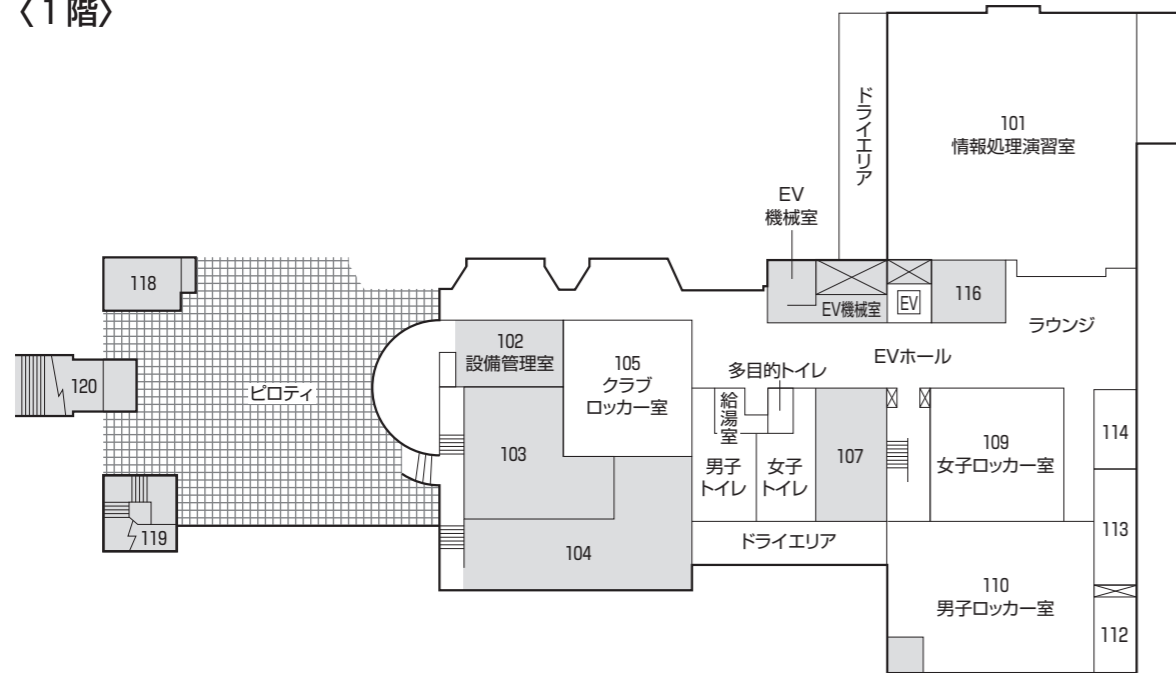 〈1階〉
ドライエリア
101
情報処理演習室
EV
機械室
118
EV機械室
EV
116
ラウンジ
102
設備管理室
105
クラブ
ロッカー室
EVホール
多目的トイレ
120
ピロティ
給湯室
103
男子
トイレ
女子
トイレ
107
109
女子ロッカー室
114
113
119
104
ドライエリア
110
男子ロッカー室
112